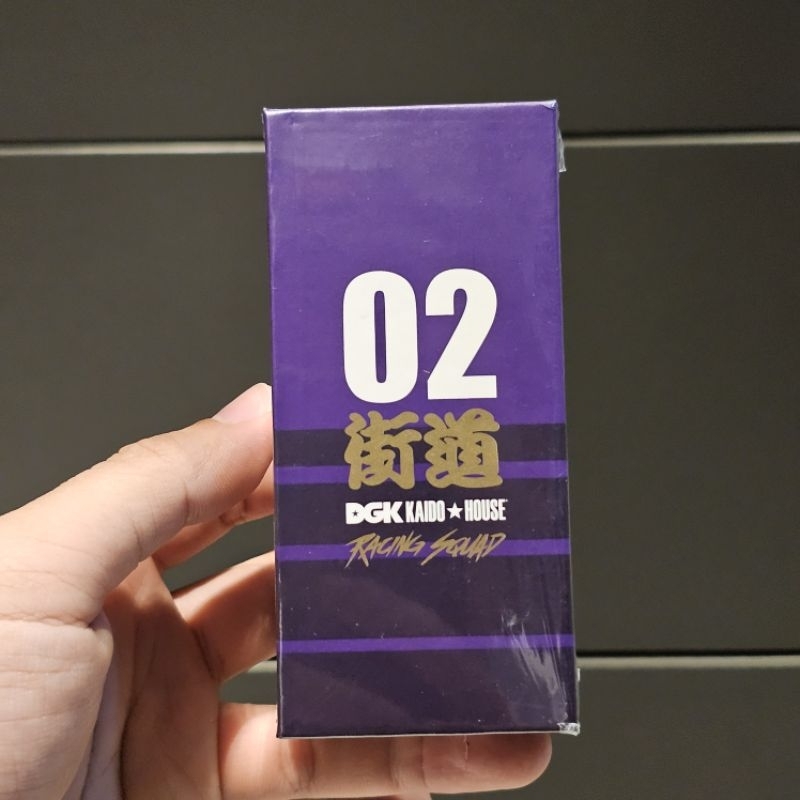 02
街道
DGK KAIDO★HOUSE
RACING SQUAD